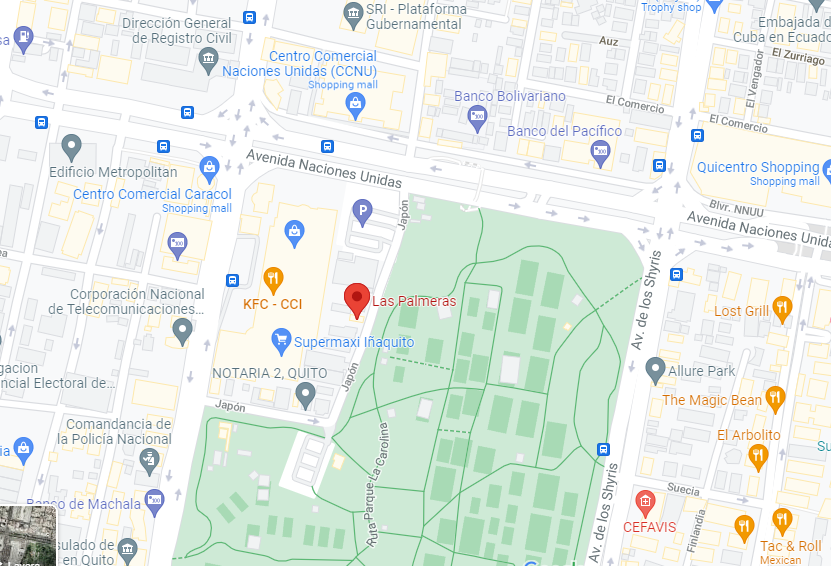 SRI - Plataforma
Gubernamental
Dirección General
de Registro Civil
Trophy shop
Embajada d
Cuba en Ecuad
Auz
El Zurriago
El Vengador
Centro Comercial
Naciones Unidas (CCNU)
Shopping mall
Banco Bolivariano
El Comercio
El Comercio
Banco del Pacífico
Edificio Metropolitan
Avenida Naciones Unidas
Quicentro Shopping
Shopping mall
Centro Comercial Caracol
Shopping mall
P
Japón
Blvr. NNUU
Avenida Naciones Unida
Av. de los Shyris
Corporación Nacional
de Telecomunicaciones...
KFC - CCI
Las Palmeras
Lost Grill
Supermaxi Iñaquito
NOTARIA 2, QUITO
Japón
Allure Park
gacion
ncial Electoral de...
The Magic Bean
Japón
Comandancia de
la Policía Nacional
El Arbolito
Ruta Parque La Carolina
Suecia
Av. de los Shyris
Banco de Machala
CEFAVIS
Finlandia
sulado de
en Quito
Tac & Roll
Mexican